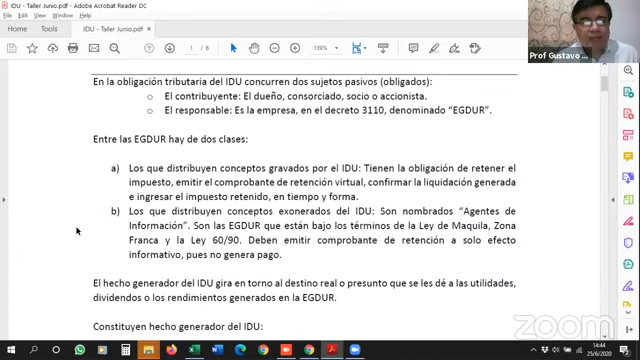 IDU - Taller Junio.pdf - Adobe Acrobat Reader DC
File Edit View Window Help
Home Tools IDU - Taller Junio.pdf ×
1 / 6 139%
Prof Gustavo ...
En la obligación tributaria del IDU concurren dos sujetos pasivos (obligados):
o El contribuyente: El dueño, consorciado, socio o accionista.
o El responsable: Es la empresa, en el decreto 3110, denominado “EGDUR”.
Entre las EGDUR hay de dos clases:
a) Los que distribuyen conceptos gravados por el IDU: Tienen la obligación de retener el
impuesto, emitir el comprobante de retención virtual, confirmar la liquidación generada
e ingresar el impuesto retenido, en tiempo y forma.
b) Los que distribuyen conceptos exonerados del IDU: Son nombrados “Agentes de
Información”. Son las EGDUR que están bajo los términos de la Ley de Maquila, Zona
Franca y la Ley 60/90. Deben emitir comprobante de retención a solo efecto
informativo, pues no genera pago.
El hecho generador del IDU gira en torno al destino real o presunto que se les dé a las utilidades,
dividendos o los rendimientos generados en la EGDUR.
Constituyen hecho generador del IDU:
zoom
14:44
25/6/2020